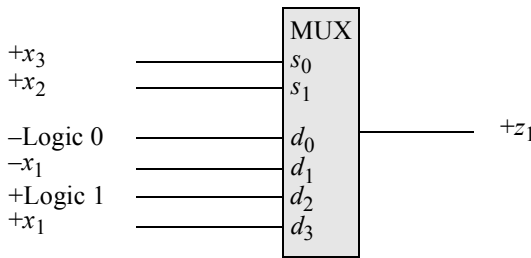 MUX
+x3 s0
+x2 s1
–Logic 0 d0 +z1
–x1 d1
+Logic 1 d2
+x1 d3